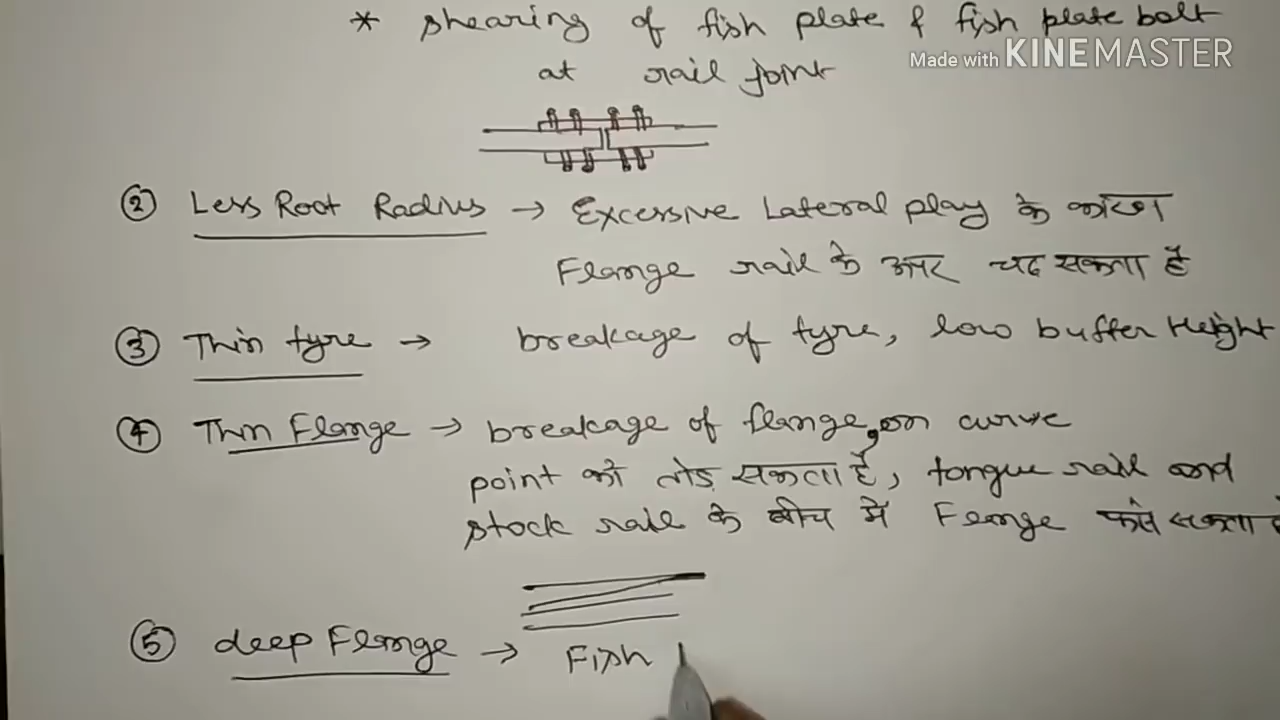 * shearing of fish plate & fish plate bolt
Made with KINEMASTER
at rail joint
② Less Root Radius → Excessive Lateral play के कारण
Flange rail के ऊपर चढ सकता है
③ Thin tyre → breakage of tyre, low buffer Height
④ Thin Flange → breakage of flange, on curve
point को तोड़ सकता है, tongue rail and
stock rail के बीच में Flange फंस सकता
⑤ deep Flange → Fish